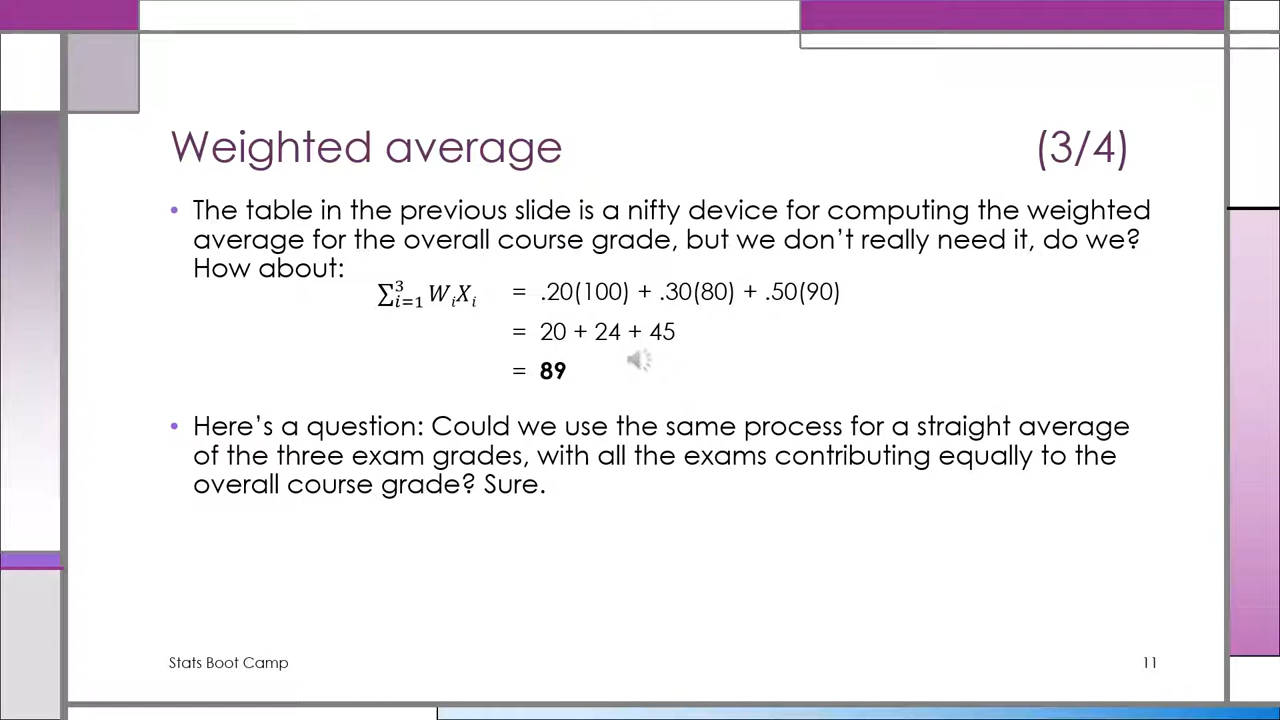 Weighted average (3/4)
• The table in the previous slide is a nifty device for computing the weighted
average for the overall course grade, but we don’t really need it, do we?
How about:
∑³ᵢ₌₁ WᵢXᵢ = .20(100) + .30(80) + .50(90)
= 20 + 24 + 45
= 89
• Here’s a question: Could we use the same process for a straight average
of the three exam grades, with all the exams contributing equally to the
overall course grade? Sure.
Stats Boot Camp 11